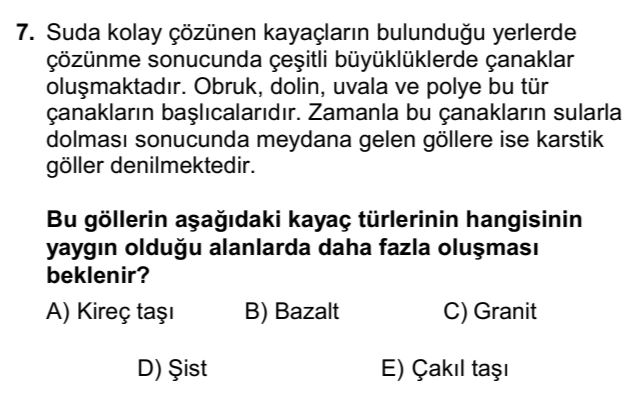 7. Suda kolay çözünen kayaçların bulunduğu yerlerde
çözünme sonucunda çeşitli büyüklüklerde çanaklar
oluşmaktadır. Obruk, dolin, uvala ve polye bu tür
çanakların başlıcalarıdır. Zamanla bu çanakların sularla
dolması sonucunda meydana gelen göllere ise karstik
göller denilmektedir.
Bu göllerin aşağıdaki kayaç türlerinin hangisinin
yaygın olduğu alanlarda daha fazla oluşması
beklenir?
A) Kireç taşı B) Bazalt C) Granit
D) Şist E) Çakıl taşı